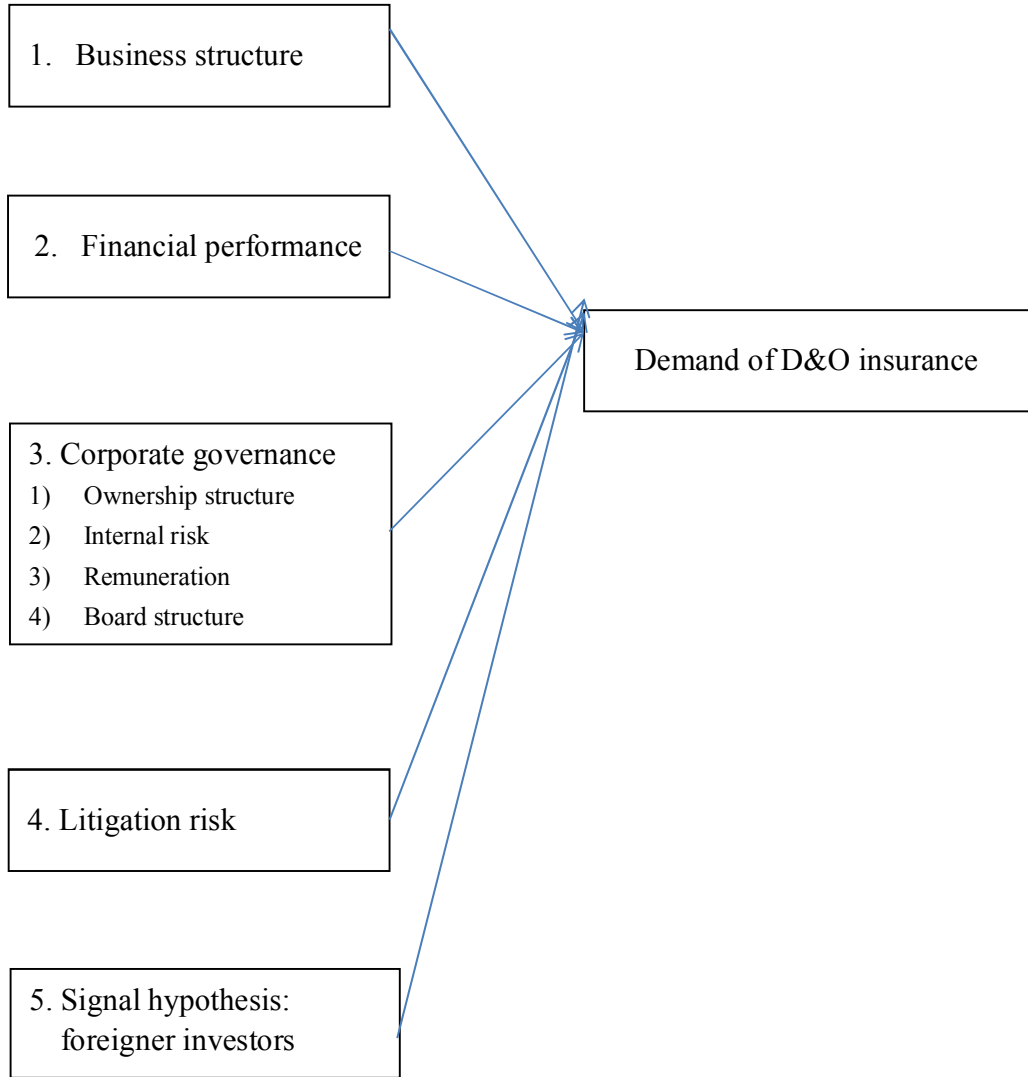 1. Business structure
2. Financial performance
Demand of D&O insurance
3. Corporate governance
1) Ownership structure
2) Internal risk
3) Remuneration
4) Board structure
4. Litigation risk
5. Signal hypothesis:
foreigner investors